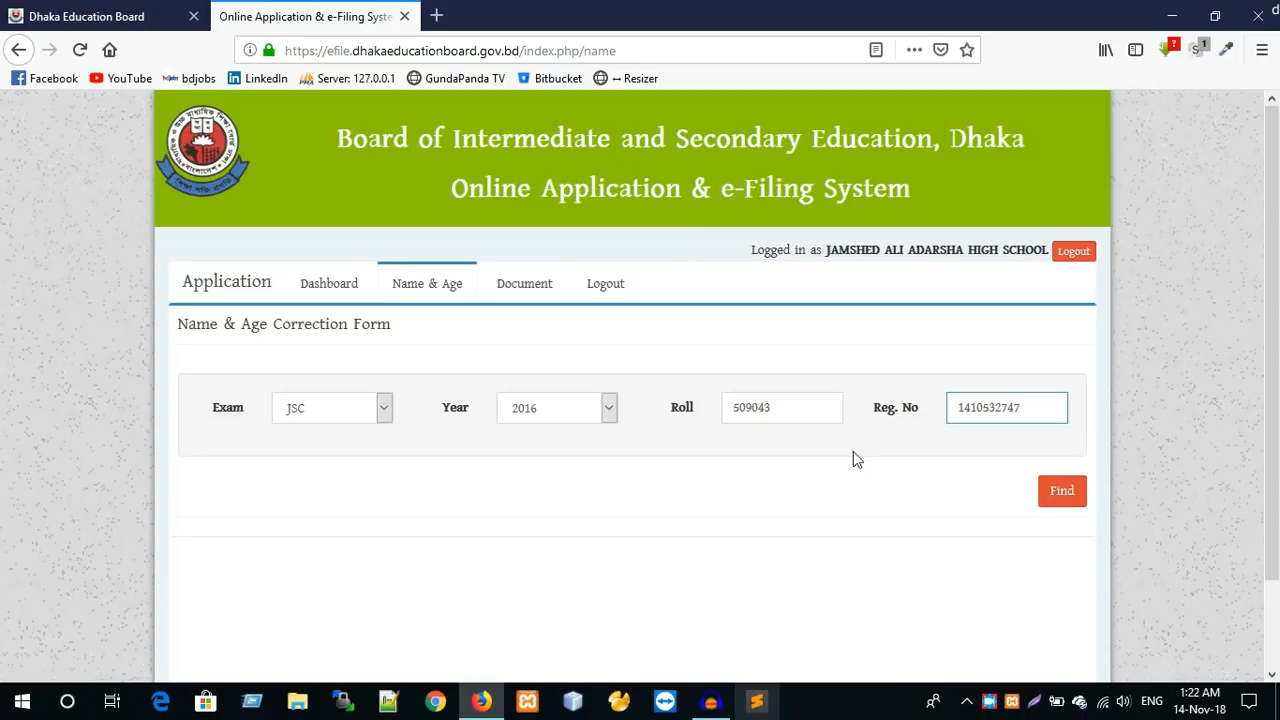 Dhaka Education Board
Online Application & e-Filing Syste
https://efile.dhakaeducationboard.gov.bd/index.php/name
Facebook YouTube bdjobs LinkedIn Server: 127.0.0.1 GundaPanda TV Bitbucket ↔ Resizer
Board of Intermediate and Secondary Education, Dhaka
Online Application & e-Filing System
Logged in as JAMSHED ALI ADARSHA HIGH SCHOOL Logout
Application Dashboard Name & Age Document Logout
Name & Age Correction Form
Exam JSC Year 2016 Roll 509043 Reg. No 1410532747
Find
ENG
1:22 AM
14-Nov-18